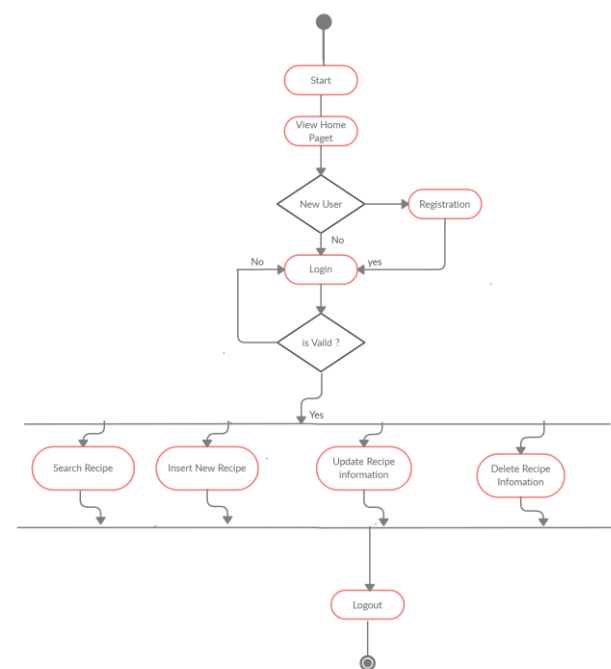 Start
View Home
Paget
New User
Registration
No
yes
Login
No
is Vaild ?
Yes
Search Recipe
Insert New Recipe
Update Recipe
information
Delete Recipe
Infomation
Logout